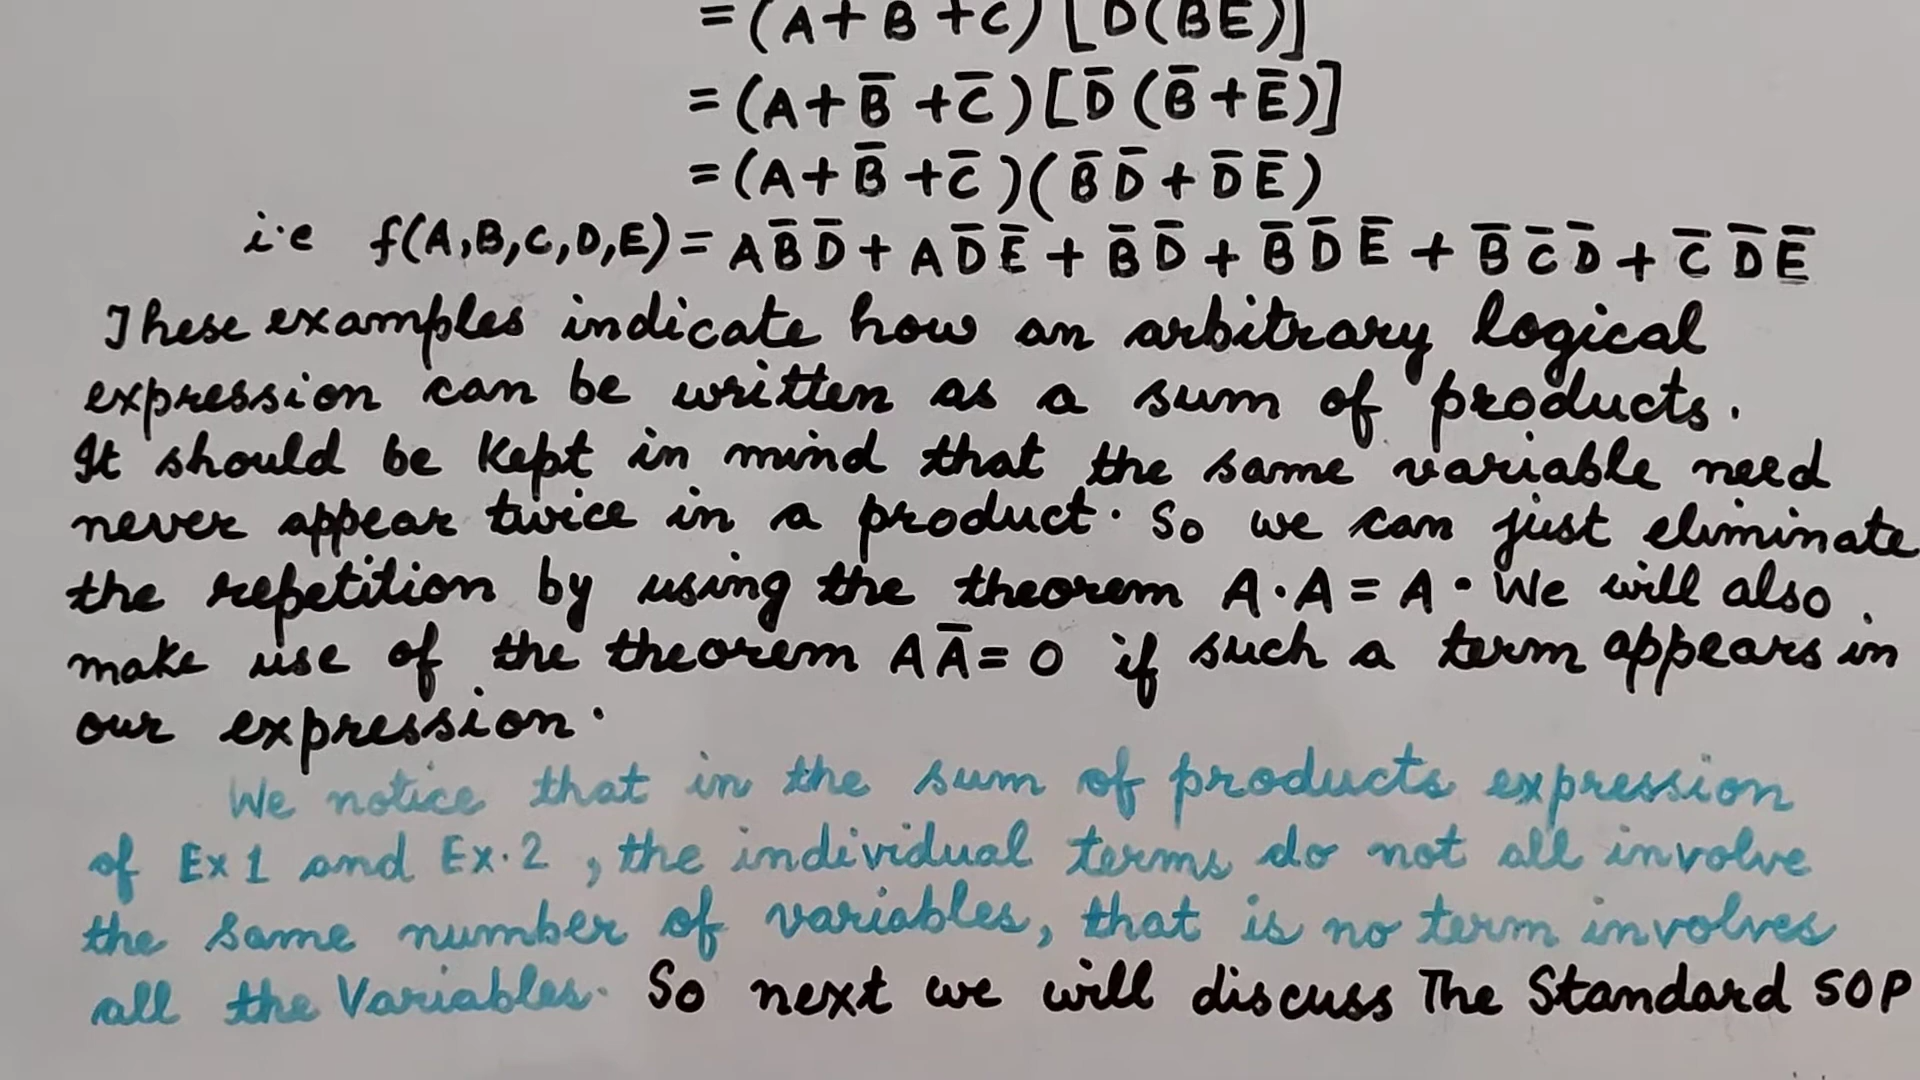 =(A+B+C)[D(BE)]
=(A+B̅+C̅)[D̅(B̅+E̅)]
=(A+B̅+C̅)(B̅D̅+D̅E̅)
i.e f(A,B,C,D,E)= AB̅D̅+ AD̅E̅+ B̅D̅+ B̅D̅E̅+ B̅C̅D̅+ C̅D̅E̅
These examples indicate how an arbitrary logical
expression can be written as a sum of products.
It should be kept in mind that the same variable need
never appear twice in a product. So we can just eliminate
the repetition by using the theorem A·A=A. We will also
make use of the theorem AA̅=0 if such a term appears in
our expression.
We notice that in the sum of products expression
of Ex 1 and Ex.2, the individual terms do not all involve
the same number of variables, that is no term involves
all the Variables. So next we will discuss The Standard SOP